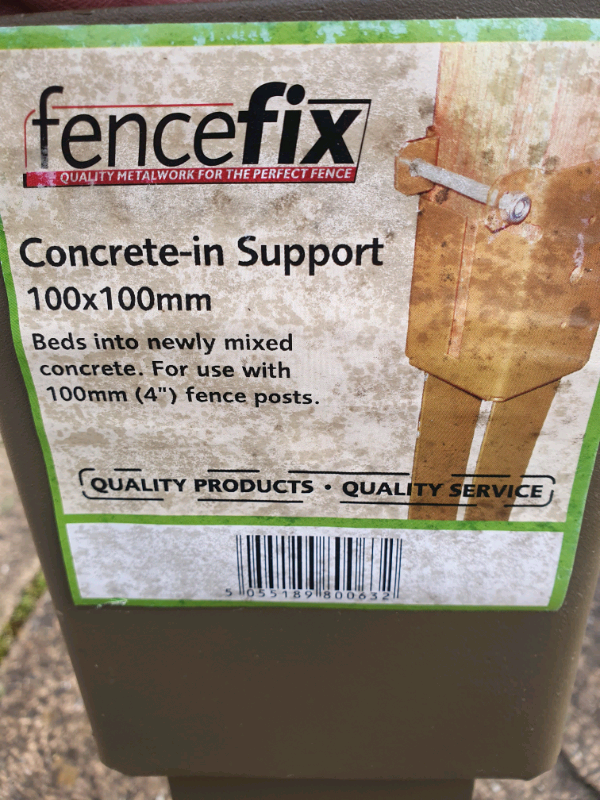 fencefix
QUALITY METALWORK FOR THE PERFECT FENCE
Concrete-in Support
100x100mm
Beds into newly mixed
concrete. For use with
100mm (4") fence posts.
QUALITY PRODUCTS • QUALITY SERVICE
5 055189 800632